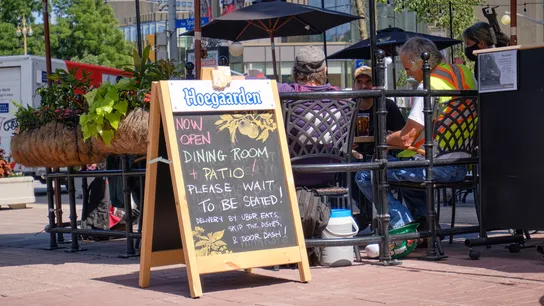 Hoegaarden
NOW
OPEN
DINING ROOM
+ PATIO
PLEASE WAIT
TO BE SEATED!
DELIVERY BY UBER EATS,
SKIP THE DISHES,
& DOOR DASH!